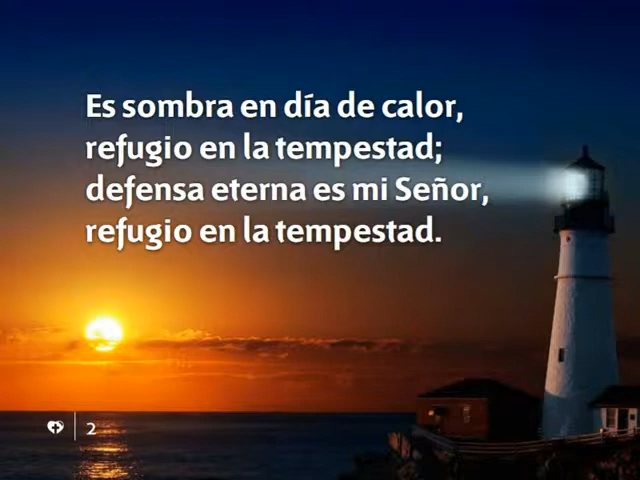 Es sombra en día de calor,
refugio en la tempestad;
defensa eterna es mi Señor,
refugio en la tempestad.
2